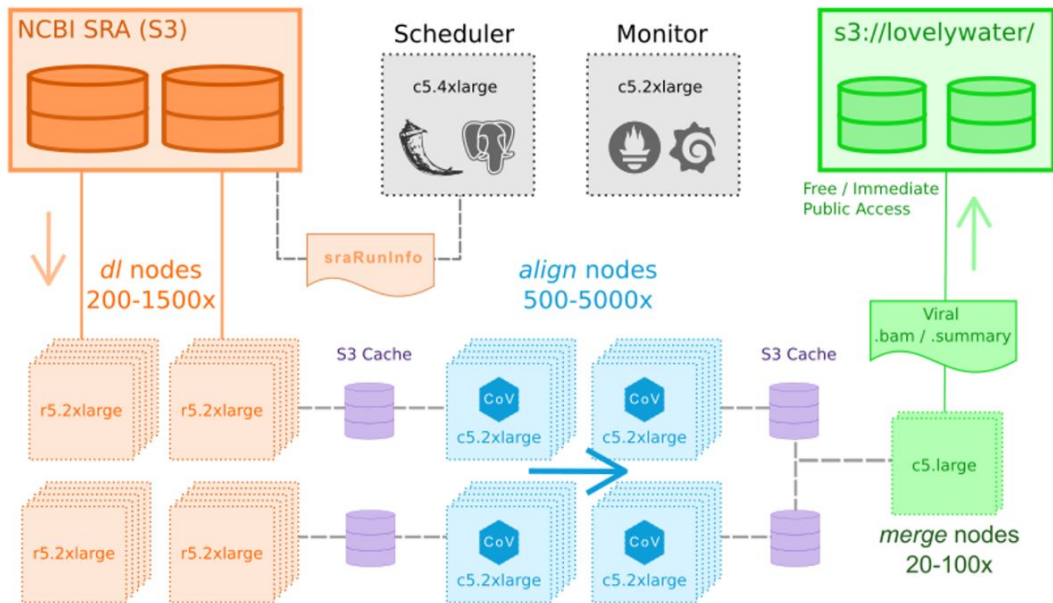 NCBI SRA (S3)
Scheduler
c5.4xlarge
Monitor
c5.2xlarge
s3://lovelywater/
Free / Immediate
Public Access
sraRunInfo
dl nodes
200-1500x
align nodes
500-5000x
Viral
.bam / .summary
S3 Cache
S3 Cache
r5.2xlarge
r5.2xlarge
CoV
c5.2xlarge
CoV
c5.2xlarge
c5.large
r5.2xlarge
r5.2xlarge
CoV
c5.2xlarge
CoV
c5.2xlarge
merge nodes
20-100x